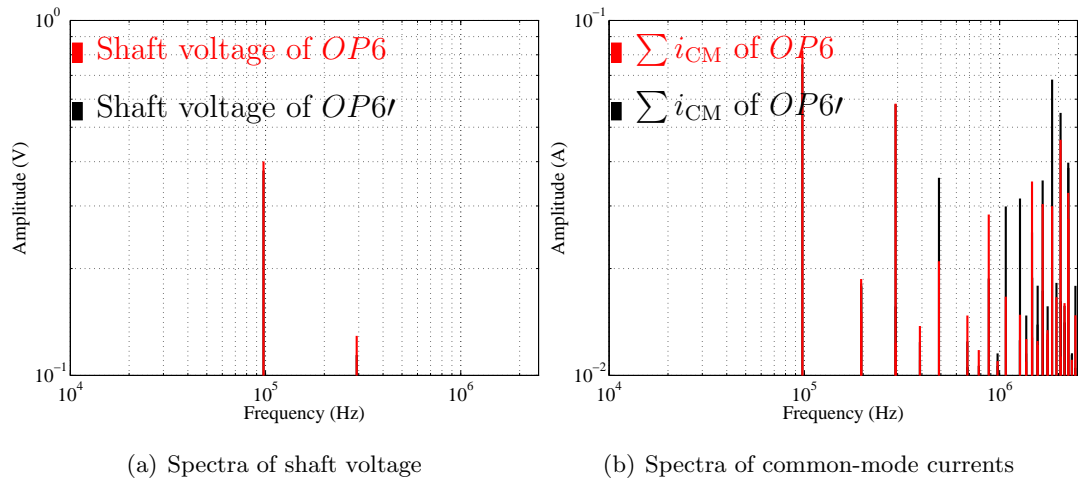 10^0
Shaft voltage of OP6
Shaft voltage of OP6′
Amplitude (V)
10^-1
10^4
10^5
10^6
Frequency (Hz)
(a) Spectra of shaft voltage
10^-1
∑ i_CM of OP6
∑ i_CM of OP6′
Amplitude (A)
10^-2
10^4
10^5
10^6
Frequency (Hz)
(b) Spectra of common-mode currents